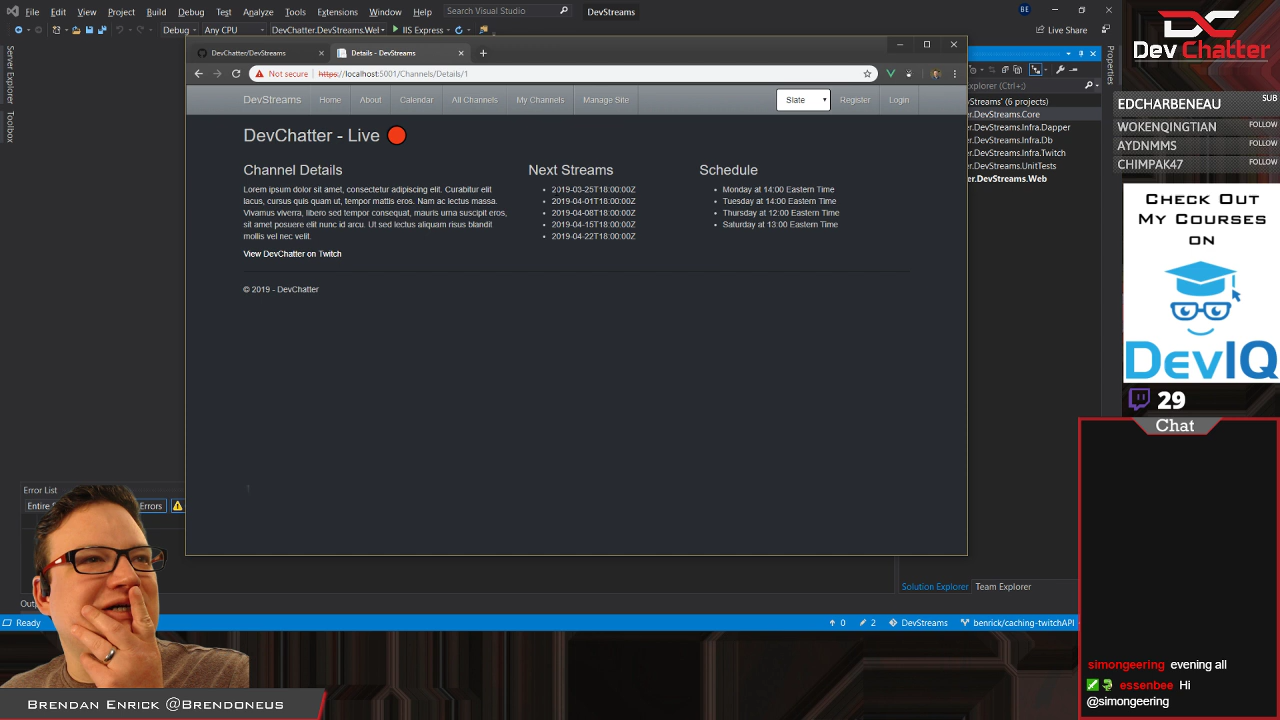 File Edit View Project Build Debug Test Analyze Tools Extensions Window Help Search Visual Studio DevStreams BE
Debug Any CPU DevChatter.DevStreams.Wel IIS Express Live Share
Server Explorer
Toolbox
Properties
DevChatter/DevStreams
Details - DevStreams
Not secure https://localhost:5001/Channels/Details/1
DevStreams Home About Calendar All Channels My Channels Manage Site Slate Register Login
DevChatter - Live
Channel Details
Lorem ipsum dolor sit amet, consectetur adipiscing elit. Curabitur elit
lacus, cursus quis quam ut, tempor mattis eros. Nam ac lectus massa.
Vivamus viverra, libero sed tempor consequat, mauris urna suscipit eros,
sit amet posuere elit nunc id arcu. Ut sed lectus aliquam risus blandit
mollis vel nec velit.
View DevChatter on Twitch
Next Streams
2019-03-25T18:00:00Z
2019-04-01T18:00:00Z
2019-04-08T18:00:00Z
2019-04-15T18:00:00Z
2019-04-22T18:00:00Z
Schedule
Monday at 14:00 Eastern Time
Tuesday at 14:00 Eastern Time
Thursday at 12:00 Eastern Time
Saturday at 13:00 Eastern Time
© 2019 - DevChatter
xplorer (Ctrl+;)
Streams' (6 projects)
er.DevStreams.Core
er.DevStreams.Infra.Dapper
er.DevStreams.Infra.Db
er.DevStreams.Infra.Twitch
er.DevStreams.UnitTests
er.DevStreams.Web
Error List
Entire
Errors
Outp
Solution Explorer Team Explorer
Ready 0 2 DevStreams benrick/caching-twitchAPI
Brendan Enrick @Brendoneus
DC
Dev Chatter
edcharbeneau SUB
wokenqingtian FOLLOW
aydnmms FOLLOW
chimpak47 FOLLOW
Check Out
My Courses
on
DevIQ
29
Chat
simongeering evening all
essenbee Hi
@simongeering